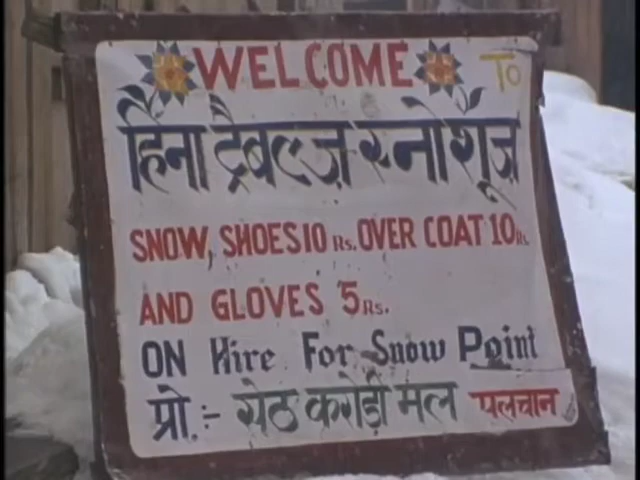 WELCOME To
हिना ट्रैवल्ज़ स्नोशूज़
SNOW, SHOES 10 Rs. OVER COAT 10 Rs.
AND GLOVES 5 Rs.
ON Hire For Snow Point
प्रो.:- सेठ करोड़ी मल पलचान